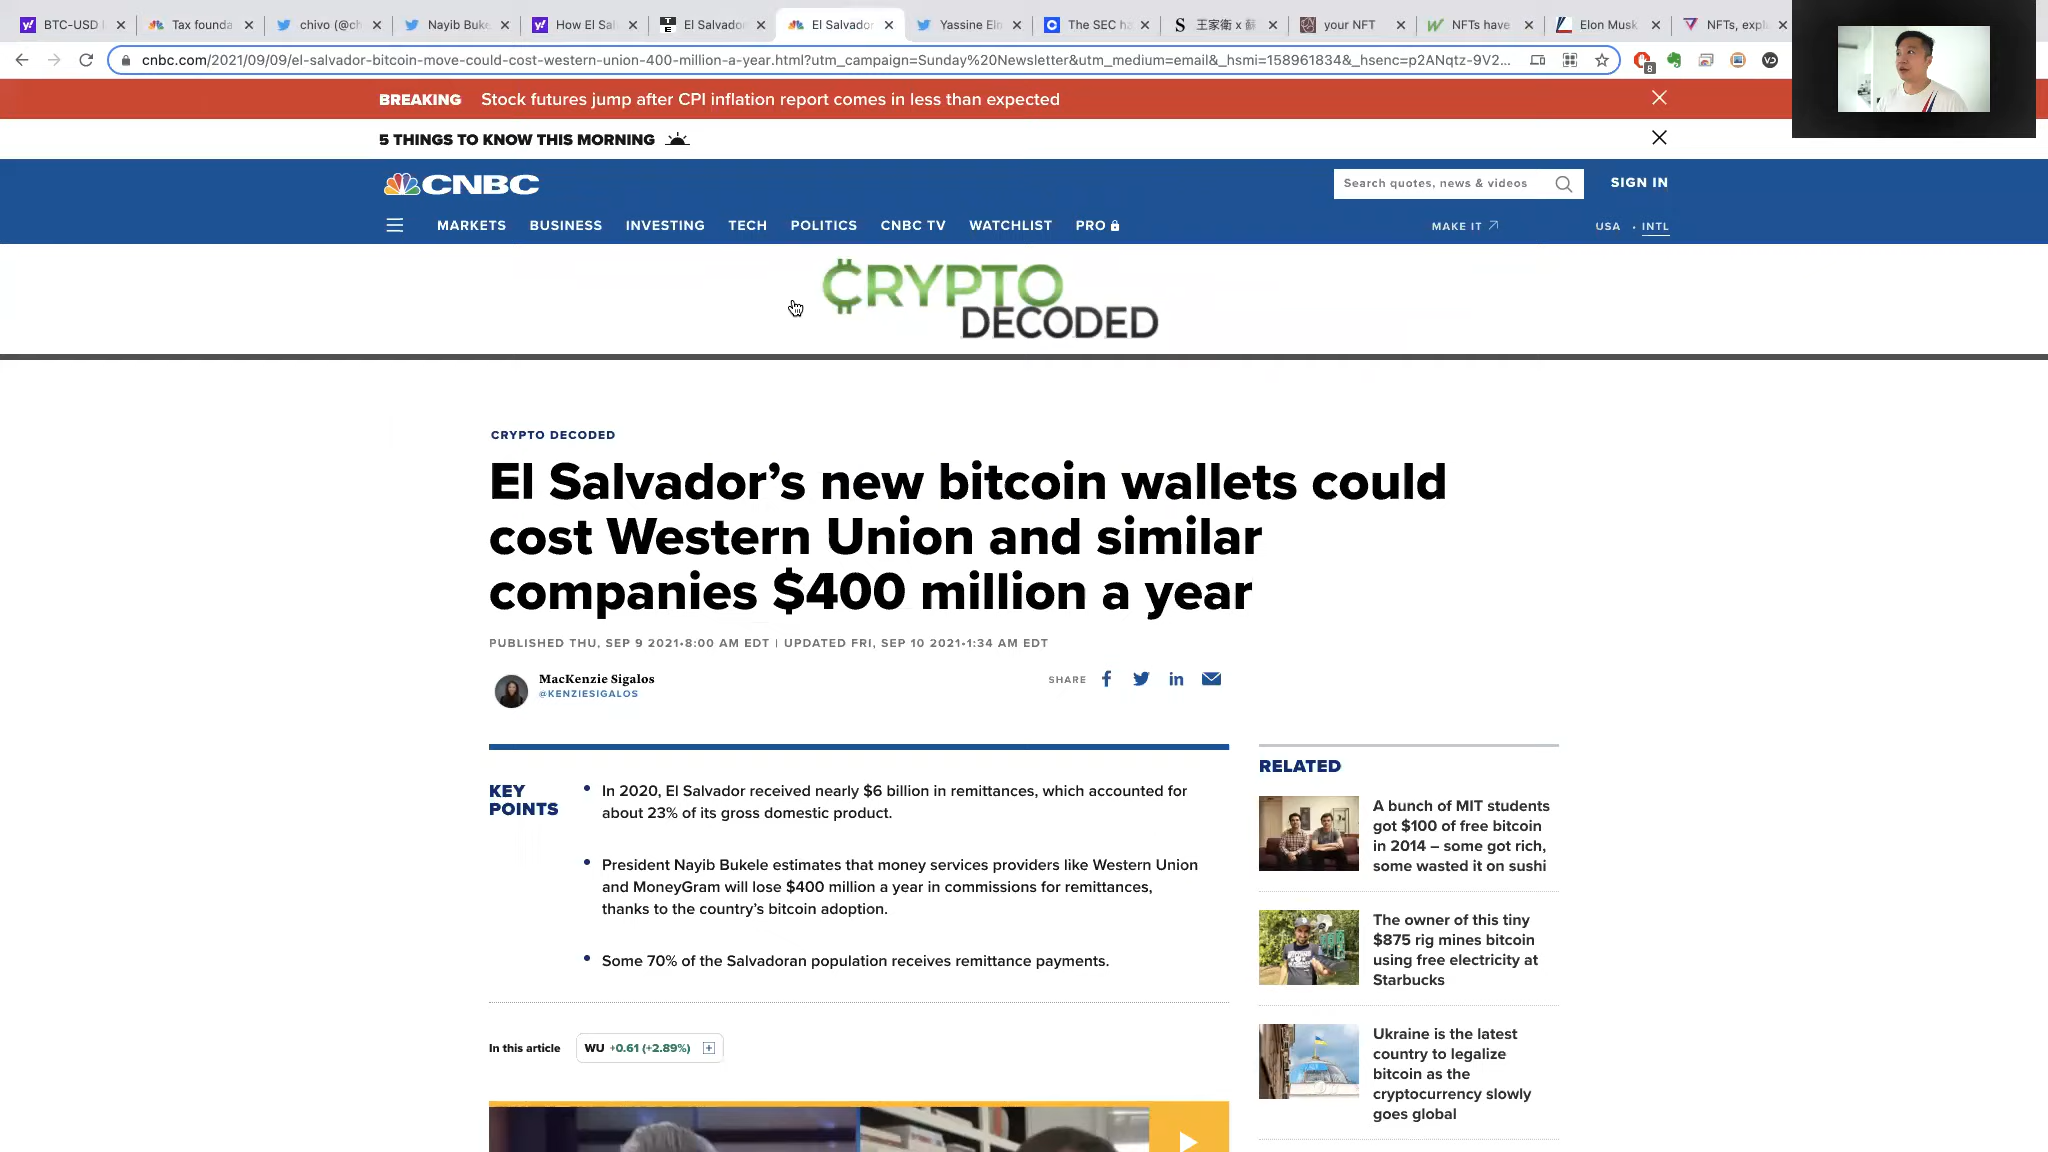 BTC-USD
Tax founda
chivo (@ch
Nayib Buke
How El Sal
El Salvador
El Salvador
Yassine Elm
The SEC ha
王家衛 x 蘇
your NFT
NFTs have
Elon Musk
NFTs, expl
cnbc.com/2021/09/09/el-salvador-bitcoin-move-could-cost-western-union-400-million-a-year.html?utm_campaign=Sunday%20Newsletter&utm_medium=email&_hsmi=158961834&_hsenc=p2ANqtz-9V2...
8
BREAKING Stock futures jump after CPI inflation report comes in less than expected
5 THINGS TO KNOW THIS MORNING
CNBC
Search quotes, news & videos
SIGN IN
MARKETS BUSINESS INVESTING TECH POLITICS CNBC TV WATCHLIST PRO
MAKE IT
USA • INTL
CRYPTO
DECODED
CRYPTO DECODED
El Salvador’s new bitcoin wallets could
cost Western Union and similar
companies $400 million a year
PUBLISHED THU, SEP 9 2021•8:00 AM EDT | UPDATED FRI, SEP 10 2021•1:34 AM EDT
MacKenzie Sigalos
@KENZIESIGALOS
SHARE
KEY
POINTS
• In 2020, El Salvador received nearly $6 billion in remittances, which accounted for
about 23% of its gross domestic product.
• President Nayib Bukele estimates that money services providers like Western Union
and MoneyGram will lose $400 million a year in commissions for remittances,
thanks to the country’s bitcoin adoption.
• Some 70% of the Salvadoran population receives remittance payments.
In this article
WU +0.61 (+2.89%)
RELATED
A bunch of MIT students
got $100 of free bitcoin
in 2014 – some got rich,
some wasted it on sushi
The owner of this tiny
$875 rig mines bitcoin
using free electricity at
Starbucks
Ukraine is the latest
country to legalize
bitcoin as the
cryptocurrency slowly
goes global